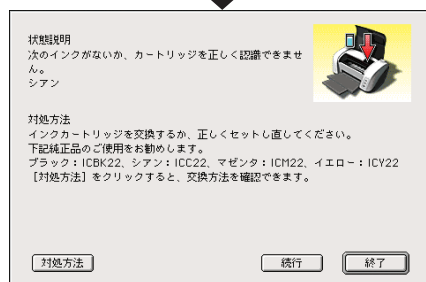 状態説明
次のインクがないか、カートリッジを正しく認識できませ
ん。
シアン
対処方法
インクカートリッジを交換するか、正しくセットし直してください。
下記純正品のご使用をお勧めします。
ブラック：ICBK22、シアン：ICC22、マゼンタ：ICM22、イエロー：ICY22
［対処方法］をクリックすると、交換方法を確認できます。
対処方法 続行 終了